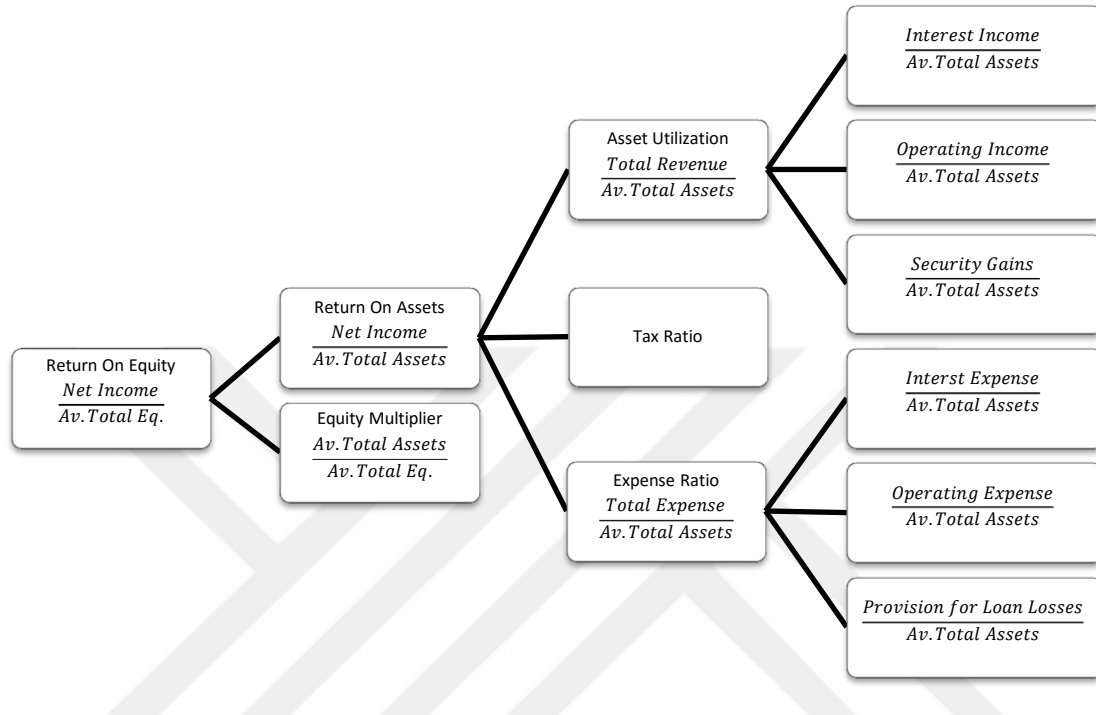 Return On Equity
Net Income
Av.Total Eq.
Return On Assets
Net Income
Av.Total Assets
Equity Multiplier
Av.Total Assets
Av.Total Eq.
Asset Utilization
Total Revenue
Av.Total Assets
Tax Ratio
Expense Ratio
Total Expense
Av.Total Assets
Interest Income
Av.Total Assets
Operating Income
Av.Total Assets
Security Gains
Av.Total Assets
Interst Expense
Av.Total Assets
Operating Expense
Av.Total Assets
Provision for Loan Losses
Av.Total Assets